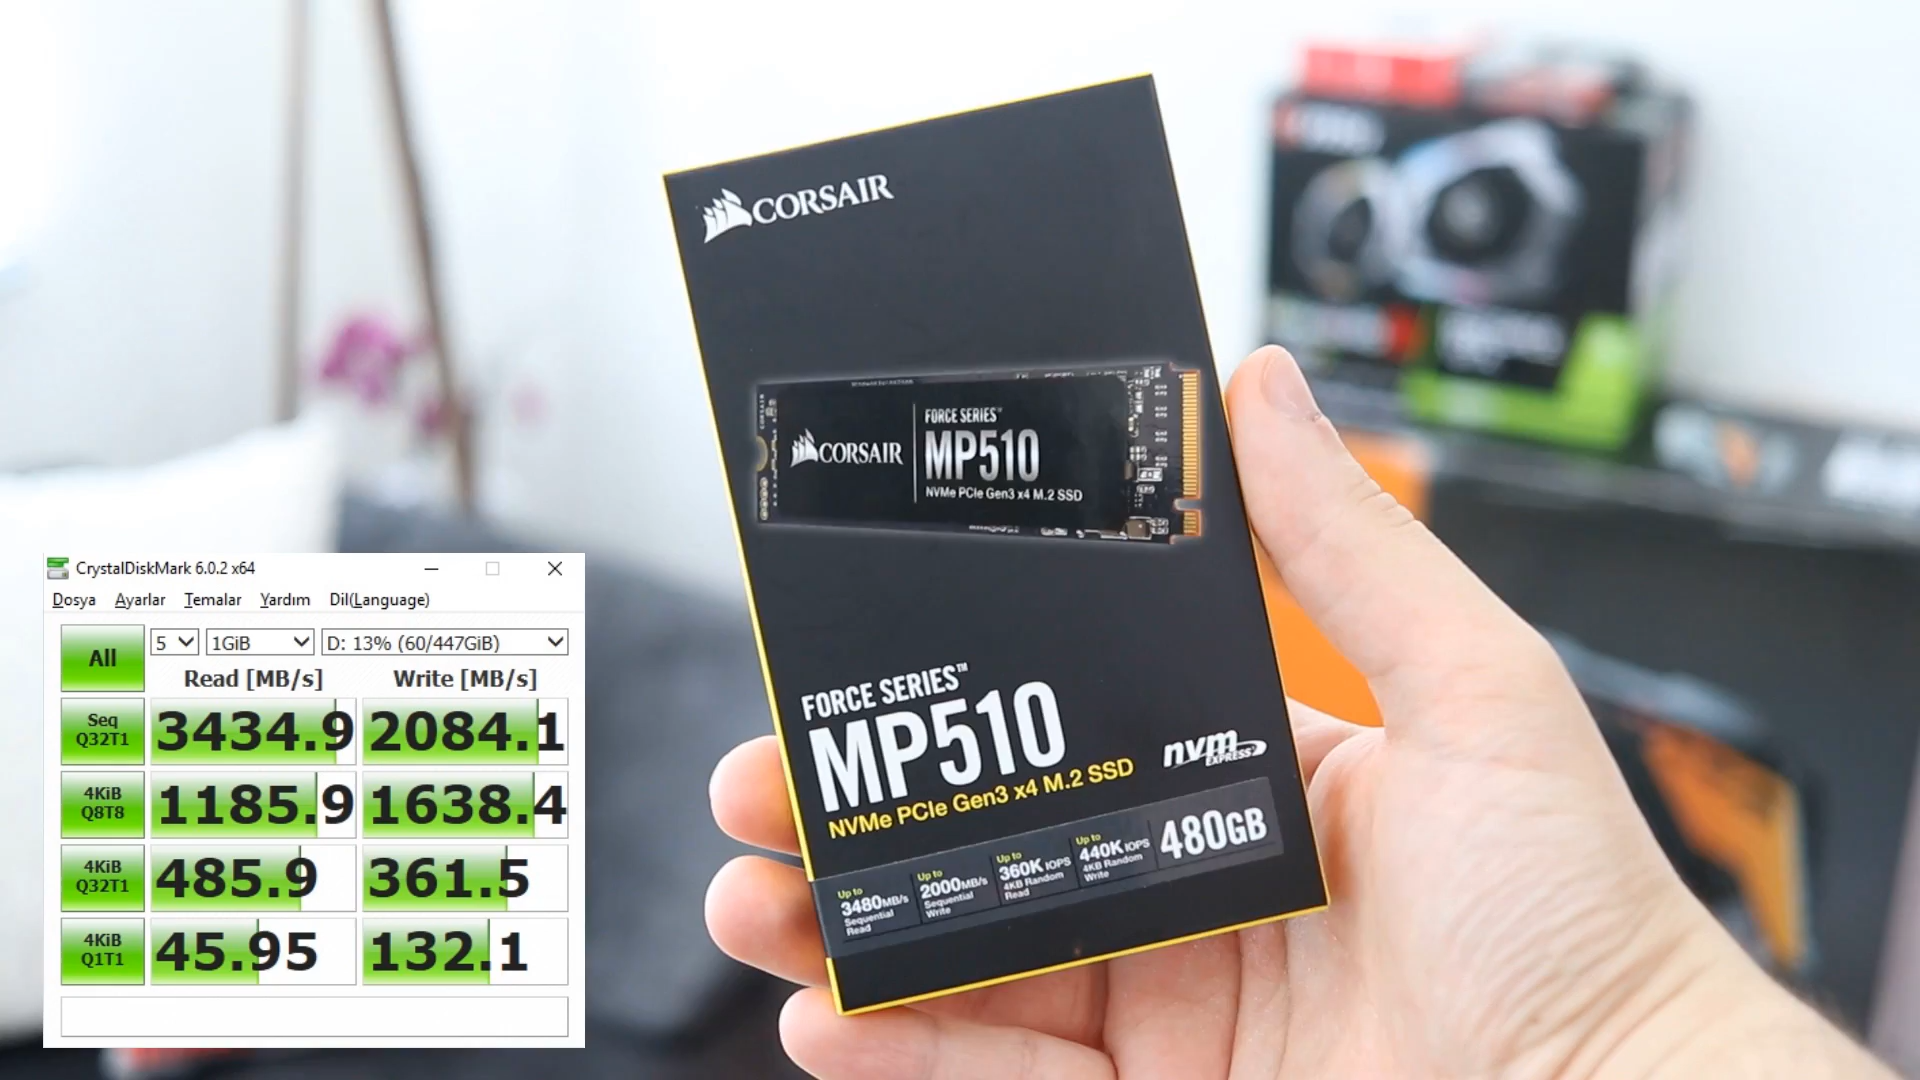 CORSAIR
CORSAIR
FORCE SERIES™
MP510
NVMe PCIe Gen3 x4 M.2 SSD
CORSAIR
FORCE SERIES™
MP510
NVMe PCIe Gen3 x4 M.2 SSD
nvm
EXPRESS
Up to
3480MB/s
Sequential
Read
Up to
2000MB/s
Sequential
Write
Up to
360K IOPS
4KB Random
Read
Up to
440K IOPS
4KB Random
Write
480GB
CrystalDiskMark 6.0.2 x64
Dosya Ayarlar Temalar Yardım Dil(Language)
All 5 1GiB D: 13% (60/447GiB)
Read [MB/s] Write [MB/s]
Seq
Q32T1 3434.9 2084.1
4KiB
Q8T8 1185.9 1638.4
4KiB
Q32T1 485.9 361.5
4KiB
Q1T1 45.95 132.1